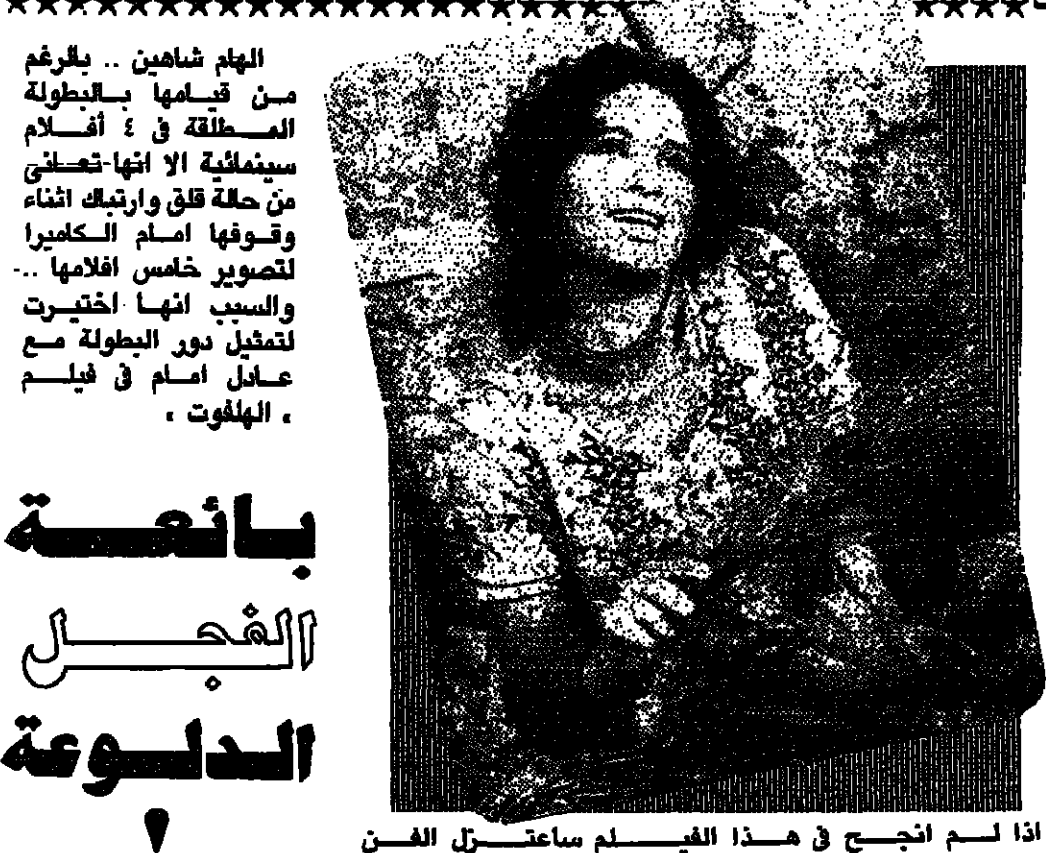 الهام شاهين .. بالرغم
من قيامها بالبطولة
المطلقة فى ٤ أفلام
سينمائية الا انها تعانى
من حالة قلق وارتباك اثناء
وقوفها امام الكاميرا
لتصوير خامس افلامها ..
والسبب انها اختيرت
لتمثيل دور البطولة مع
عادل امام فى فيلم
، الهلفوت ،
بائعة
الفجل
الدلوعة
!
اذا لم انجح فى هذا الفيلم ساعتزل الفن